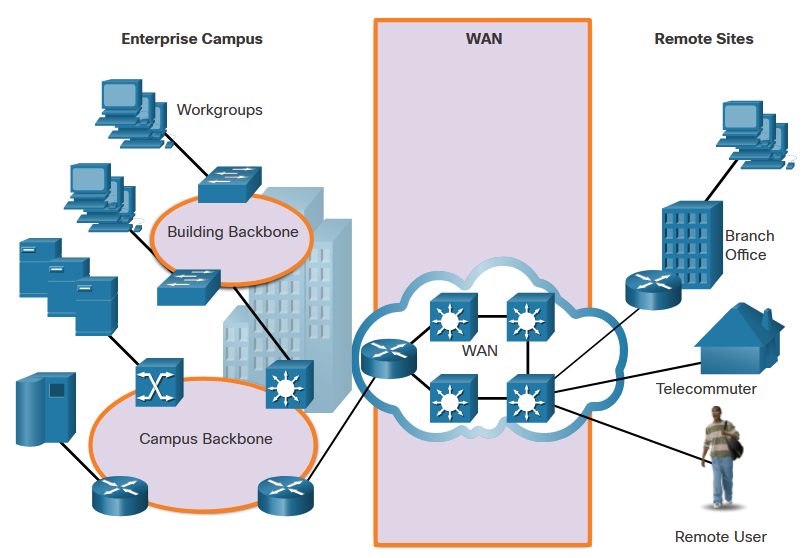 Enterprise Campus
WAN
Remote Sites
Workgroups
Building Backbone
Branch
Office
WAN
Telecommuter
Campus Backbone
Remote User